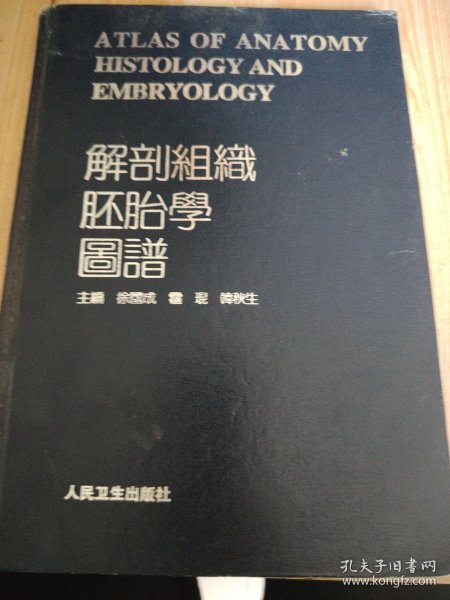 ATLAS OF ANATOMY
HISTOLOGY AND
EMBRYOLOGY
解剖組織
胚胎學
圖譜
主編 徐國成 霍琨 韓秋生
人民卫生出版社
孔夫子旧书网
www.kongfz.com